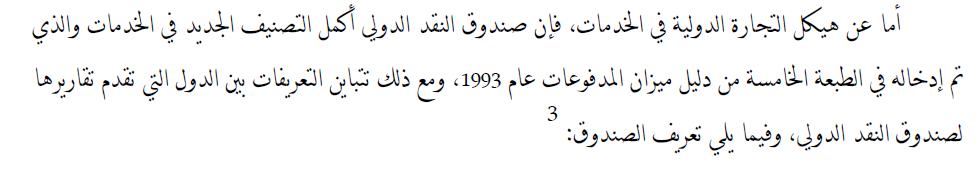 أما عن هيكل التجارة الدولية في الخدمات، فإن صندوق النقد الدولي أكمل التصنيف الجديد في الخدمات والذي
تم إدخاله في الطبعة الخامسة من دليل ميزان المدفوعات عام 1993، ومع ذلك تتباين التعريفات بين الدول التي تقدم تقاريرها
لصندوق النقد الدولي، وفيما يلي تعريف الصندوق: 3